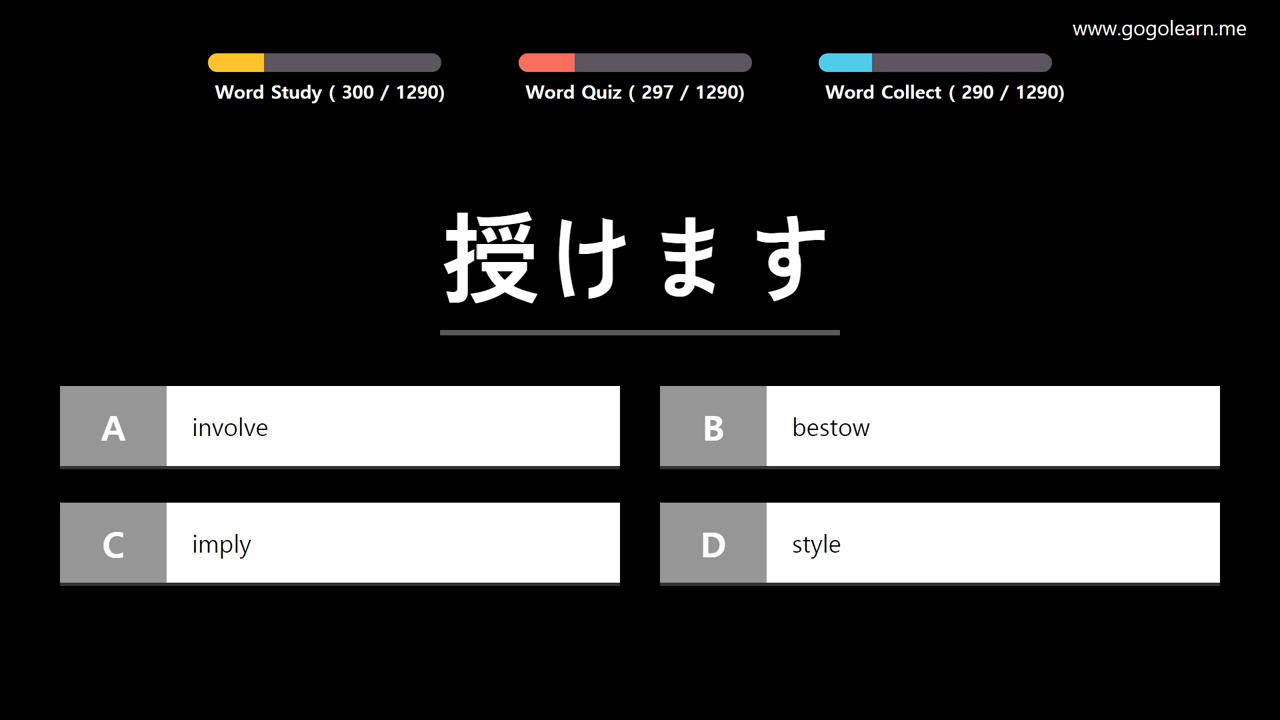 www.gogolearn.me
Word Study ( 300 / 1290)
Word Quiz ( 297 / 1290)
Word Collect ( 290 / 1290)
授けます
A involve
B bestow
C imply
D style